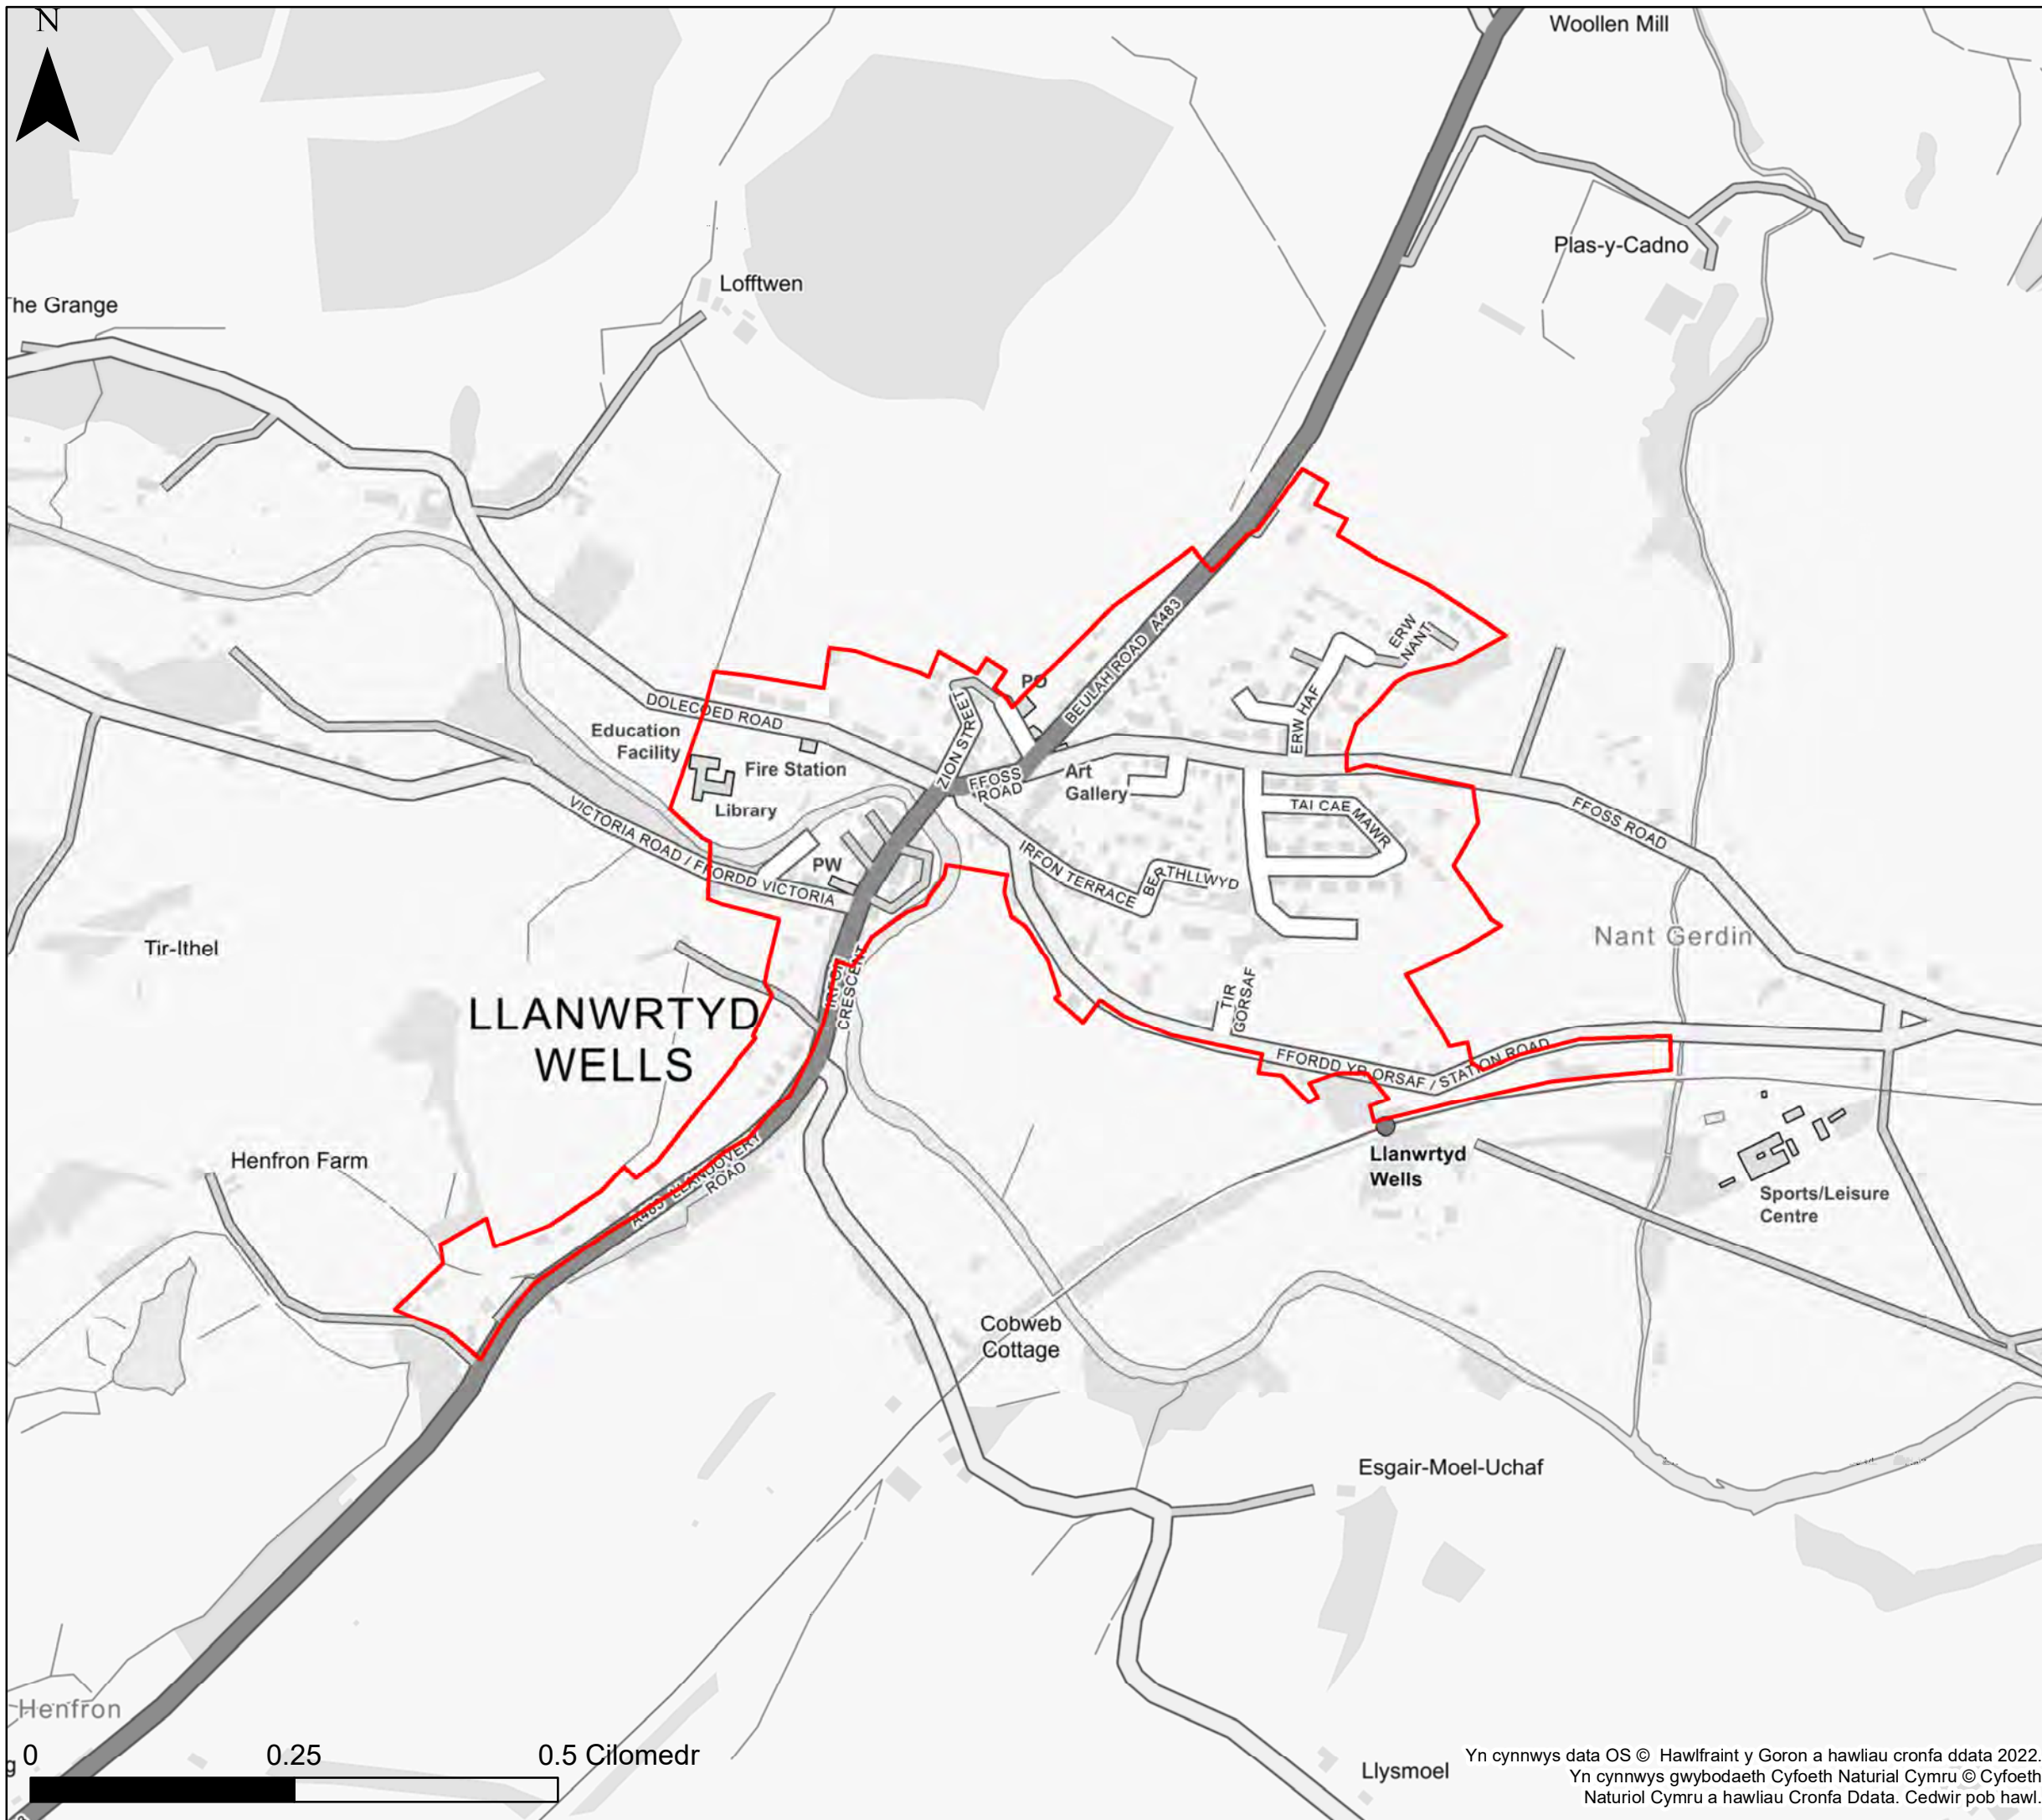 N
Woollen Mill
Plas-y-Cadno
Lofftwen
he Grange
ERW
NANT
BEULAH ROAD A483
PO
DOLECOED ROAD
ZION STREET
ERW HAF
Education
Facility
Fire Station
Library
FFOSS
ROAD
Art
Gallery
TAI CAE MAWR
FFOSS ROAD
VICTORIA ROAD / FFORDD VICTORIA
PW
IRFON TERRACE
BERTHLLWYD
Nant Gerdin
Tir-Ithel
LLANWRTYD
WELLS
IRFON
CRESCENT
TIR
GORSAF
FFORDD YR ORSAF / STATION ROAD
Henfron Farm
A483 LLANDOVERY
ROAD
Llanwrtyd
Wells
Sports/Leisure
Centre
Cobweb
Cottage
Esgair-Moel-Uchaf
Henfron
g
0 0.25 0.5 Cilomedr
Llysmoel
Yn cynnwys data OS © Hawlfraint y Goron a hawliau cronfa ddata 2022.
Yn cynnwys gwybodaeth Cyfoeth Naturial Cymru © Cyfoeth
Naturiol Cymru a hawliau Cronfa Ddata. Cedwir pob hawl.